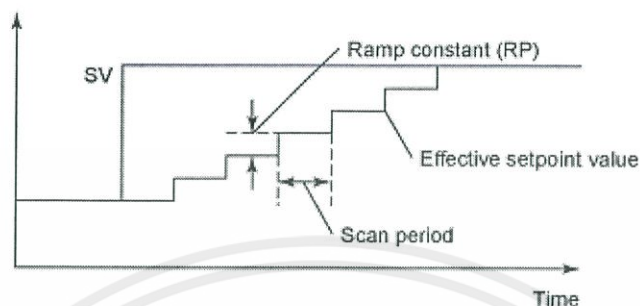 Ramp constant (RP)
SV
Effective setpoint value
Scan period
Time